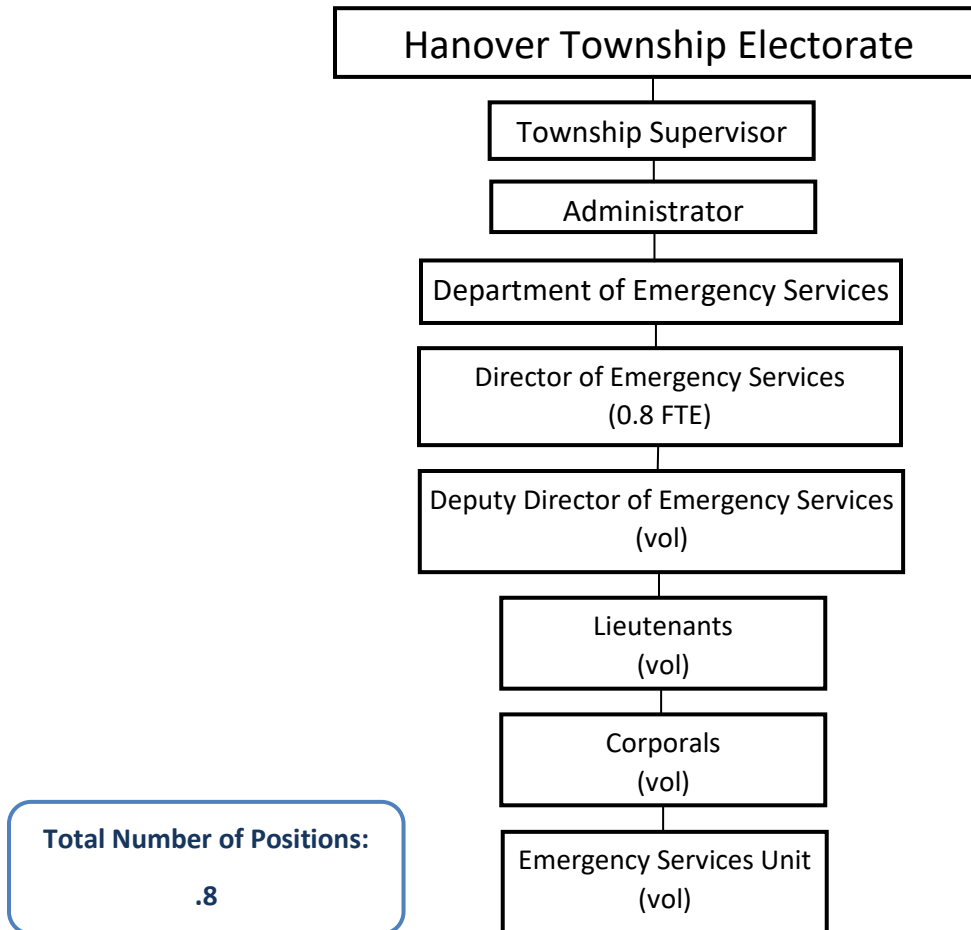 Hanover Township Electorate
Township Supervisor
Administrator
Department of Emergency Services
Director of Emergency Services
(0.8 FTE)
Deputy Director of Emergency Services
(vol)
Lieutenants
(vol)
Corporals
(vol)
Emergency Services Unit
(vol)
Total Number of Positions:
.8